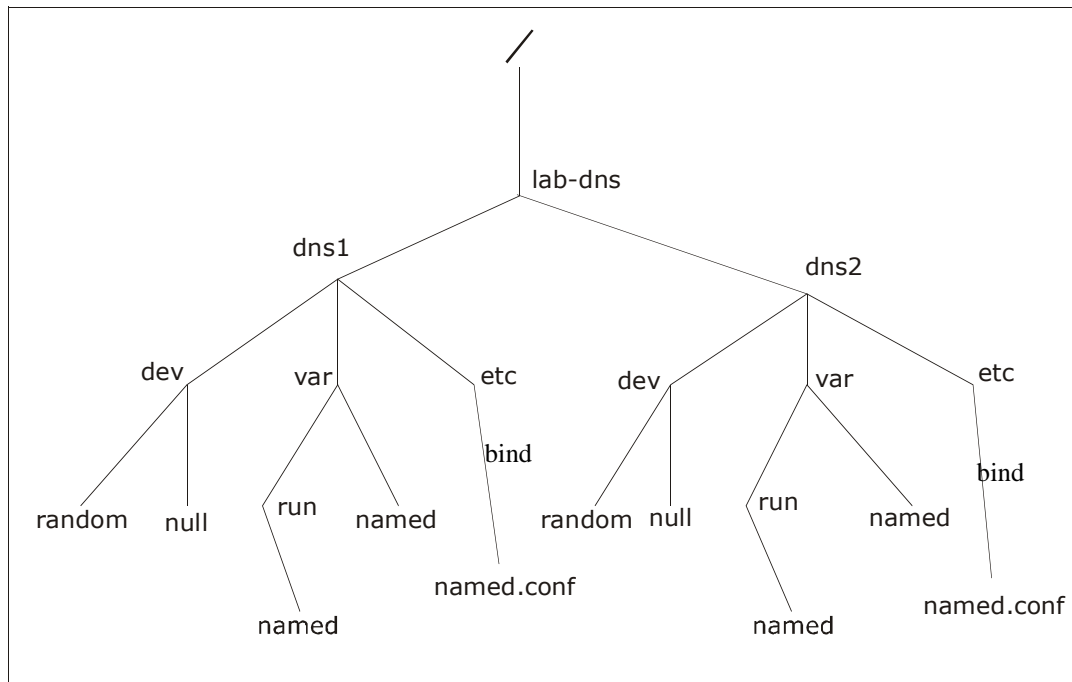 /
lab-dns
dns1
dns2
dev
var
etc
dev
var
etc
bind
bind
random
null
run
named
random
null
run
named
named.conf
named.conf
named
named